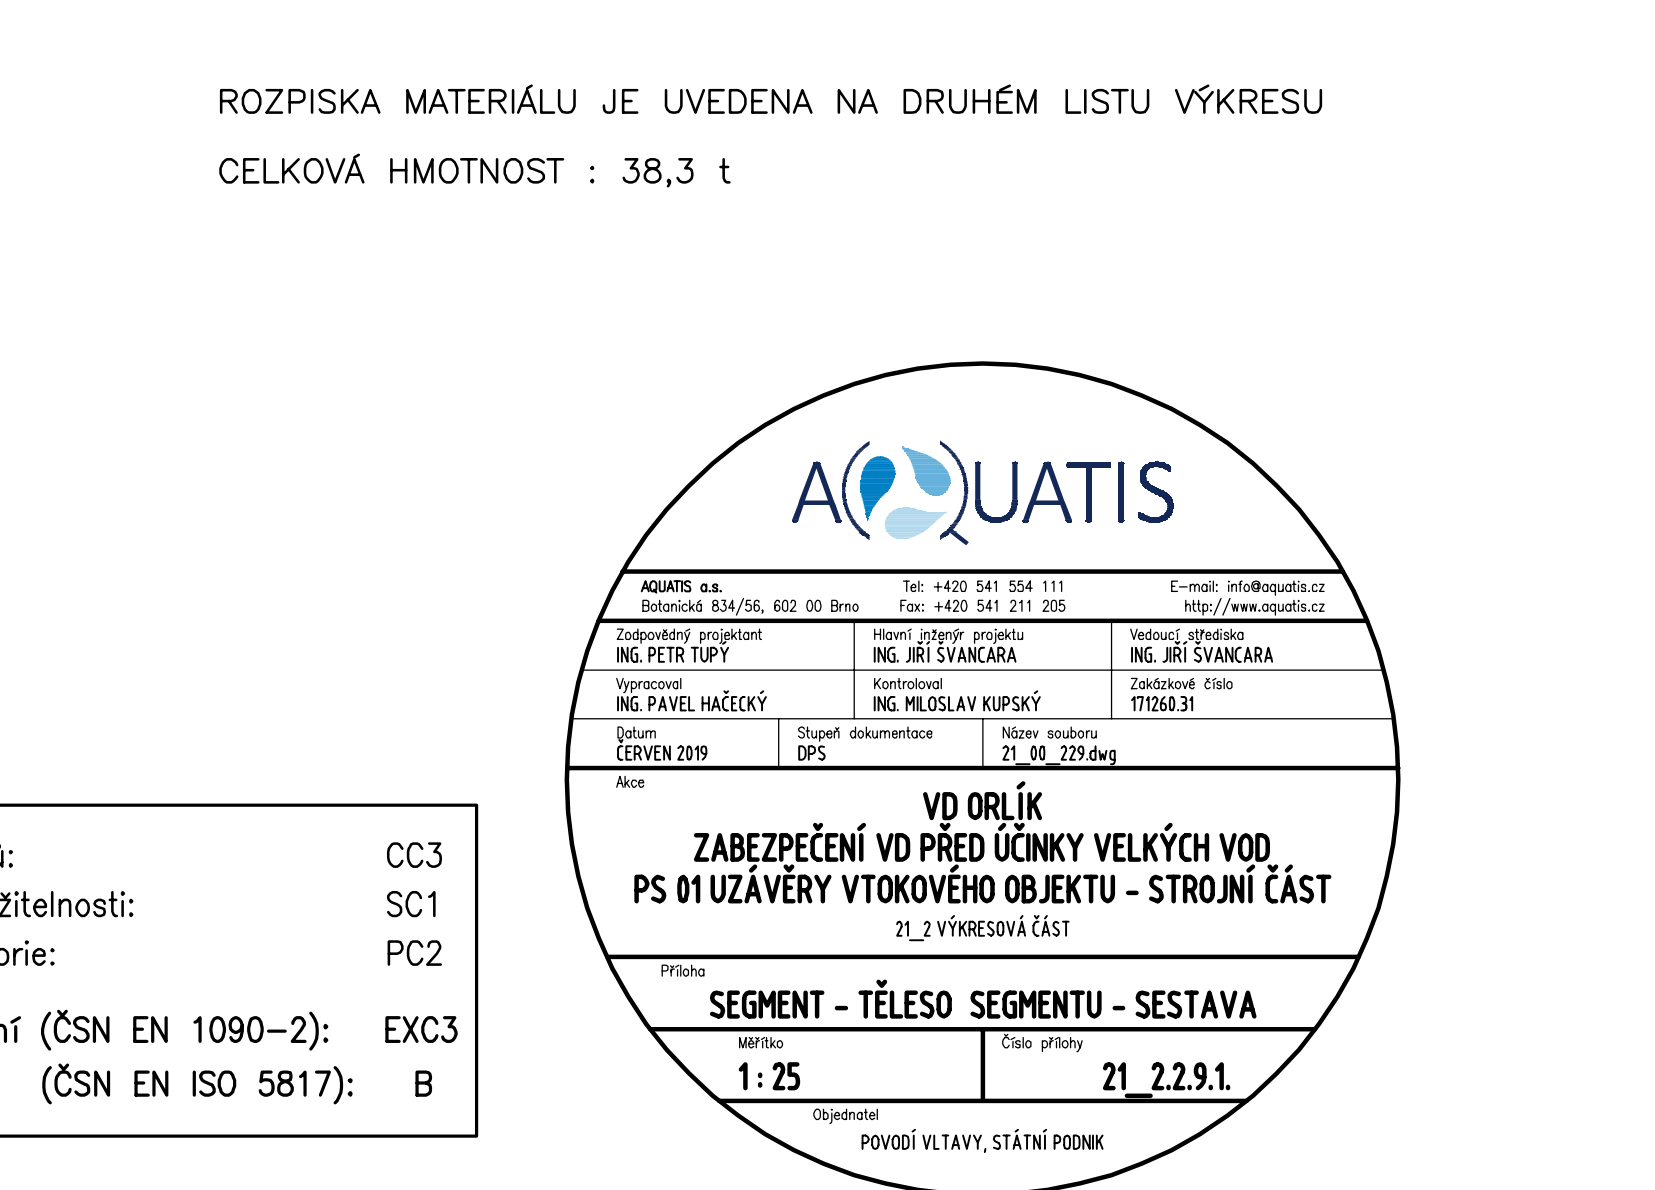 ROZPISKA MATERIÁLU JE UVEDENA NA DRUHÉM LISTU VÝKRESU
CELKOVÁ HMOTNOST : 38,3 t
AQUATIS
AQUATIS a.s. Tel: +420 541 554 111 E-mail: info@aquatis.cz
Botanická 834/56, 602 00 Brno Fax: +420 541 211 205 http://www.aquatis.cz
Zodpovědný projektant Hlavní inženýr projektu Vedoucí střediska
ING. PETR TUPÝ ING. JIŘÍ ŠVANCARA ING. JIŘÍ ŠVANCARA
Vypracoval Kontroloval Zakázkové číslo
ING. PAVEL HAČECKÝ ING. MILOSLAV KUPSKÝ 171260.31
Datum Stupeň dokumentace Název souboru
ČERVEN 2019 DPS 21_00_229.dwg
Akce
VD ORLÍK
ZABEZPEČENÍ VD PŘED ÚČINKY VELKÝCH VOD
PS 01 UZÁVĚRY VTOKOVÉHO OBJEKTU - STROJNÍ ČÁST
21_2 VÝKRESOVÁ ČÁST
Příloha
SEGMENT - TĚLESO SEGMENTU - SESTAVA
Měřítko Číslo přílohy
1 : 25 21_2.2.9.1.
Objednatel
POVODÍ VLTAVY, STÁTNÍ PODNIK
CC3
žitelnosti: SC1
orie: PC2
ní (ČSN EN 1090-2): EXC3
(ČSN EN ISO 5817): B